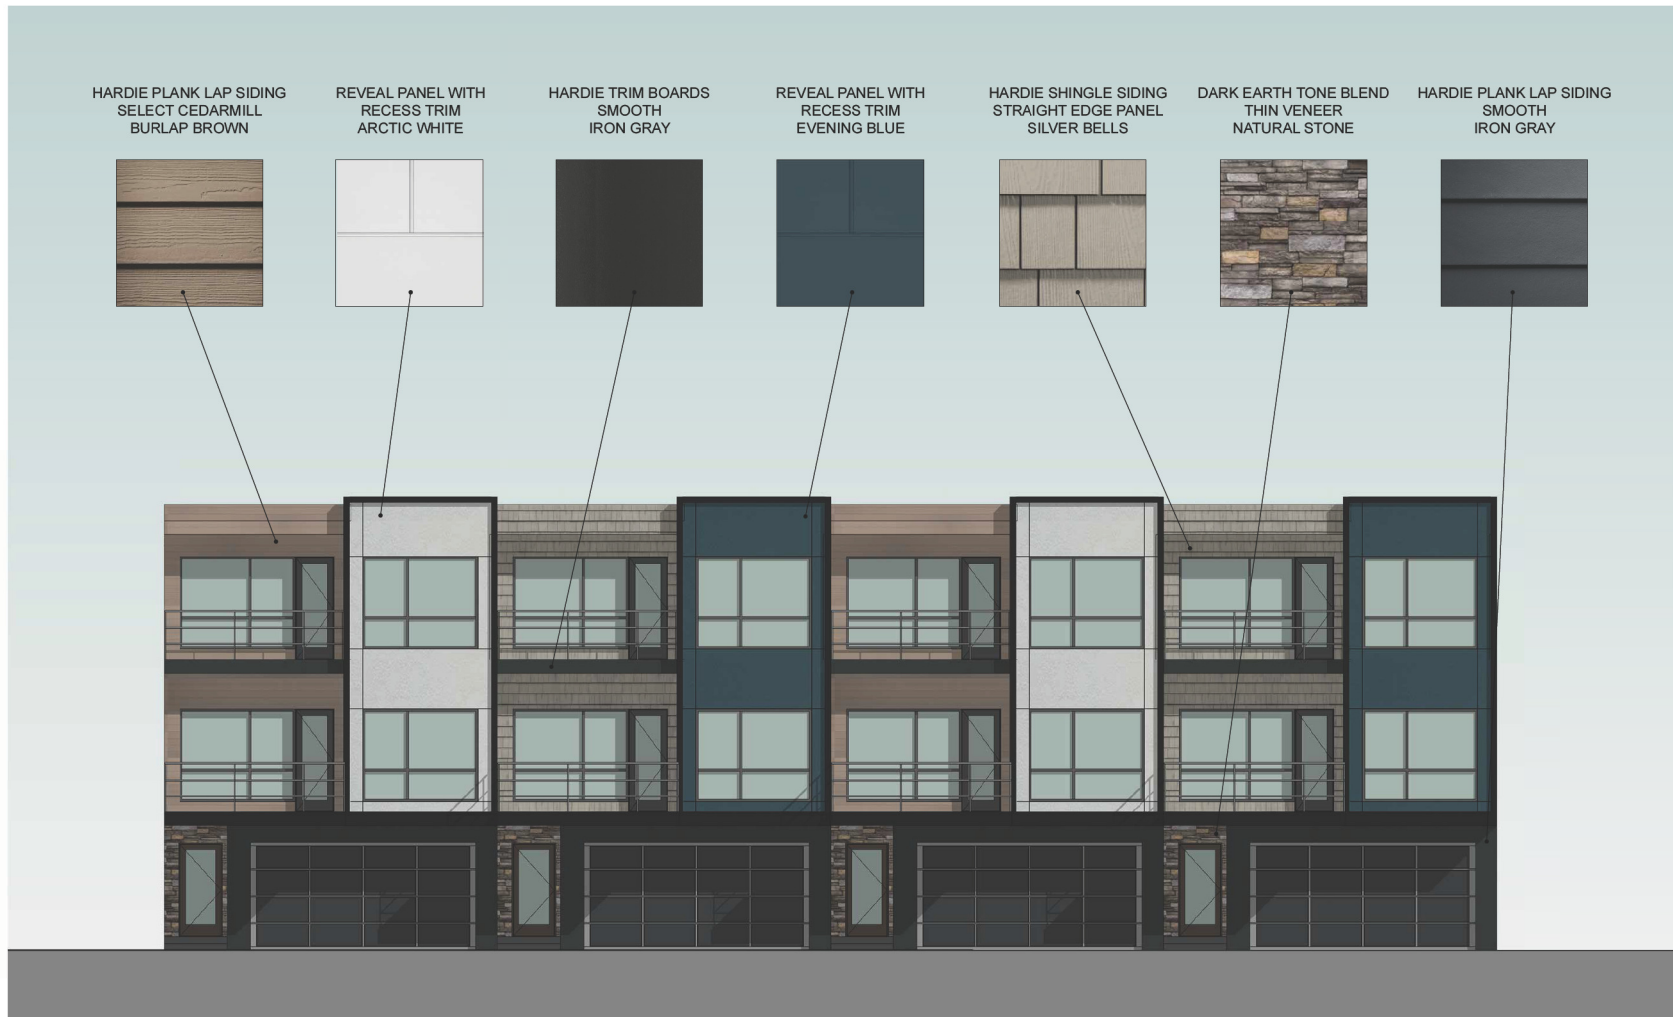 HARDIE PLANK LAP SIDING
SELECT CEDARMILL
BURLAP BROWN
REVEAL PANEL WITH
RECESS TRIM
ARCTIC WHITE
HARDIE TRIM BOARDS
SMOOTH
IRON GRAY
REVEAL PANEL WITH
RECESS TRIM
EVENING BLUE
HARDIE SHINGLE SIDING
STRAIGHT EDGE PANEL
SILVER BELLS
DARK EARTH TONE BLEND
THIN VENEER
NATURAL STONE
HARDIE PLANK LAP SIDING
SMOOTH
IRON GRAY